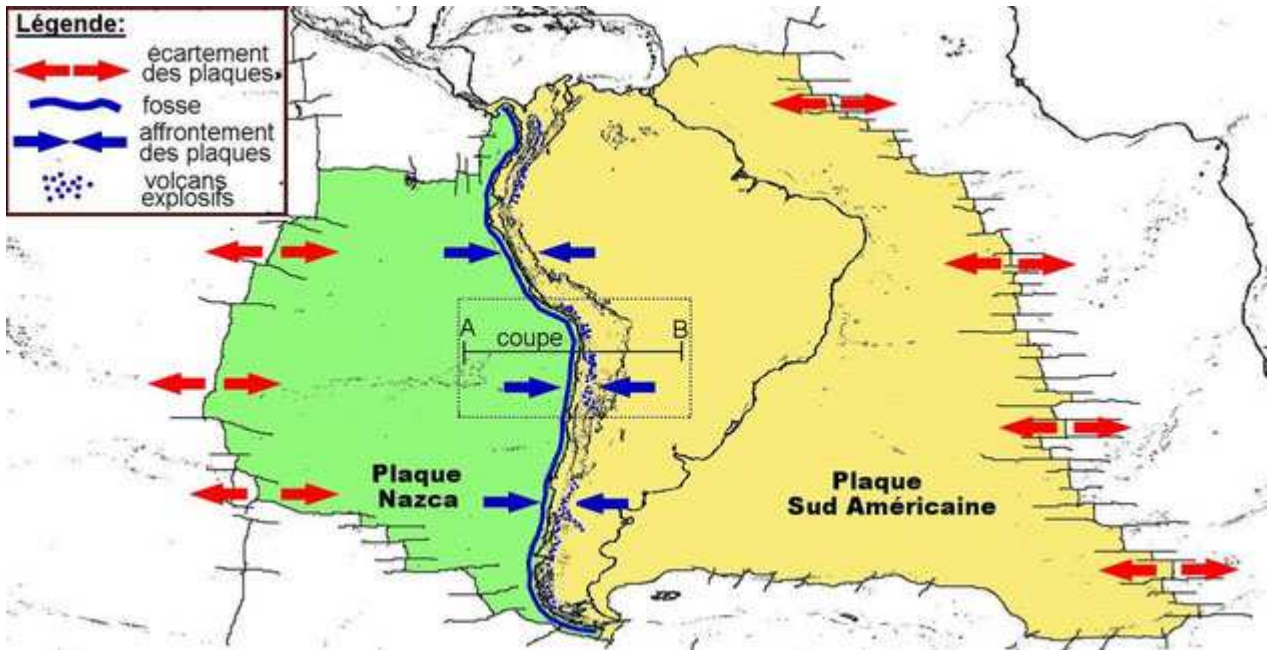 Légende:
écartement
des plaques
fosse
affrontement
des plaques
volcans
explosifs
A
coupe
B
Plaque
Nazca
Plaque
Sud Américaine